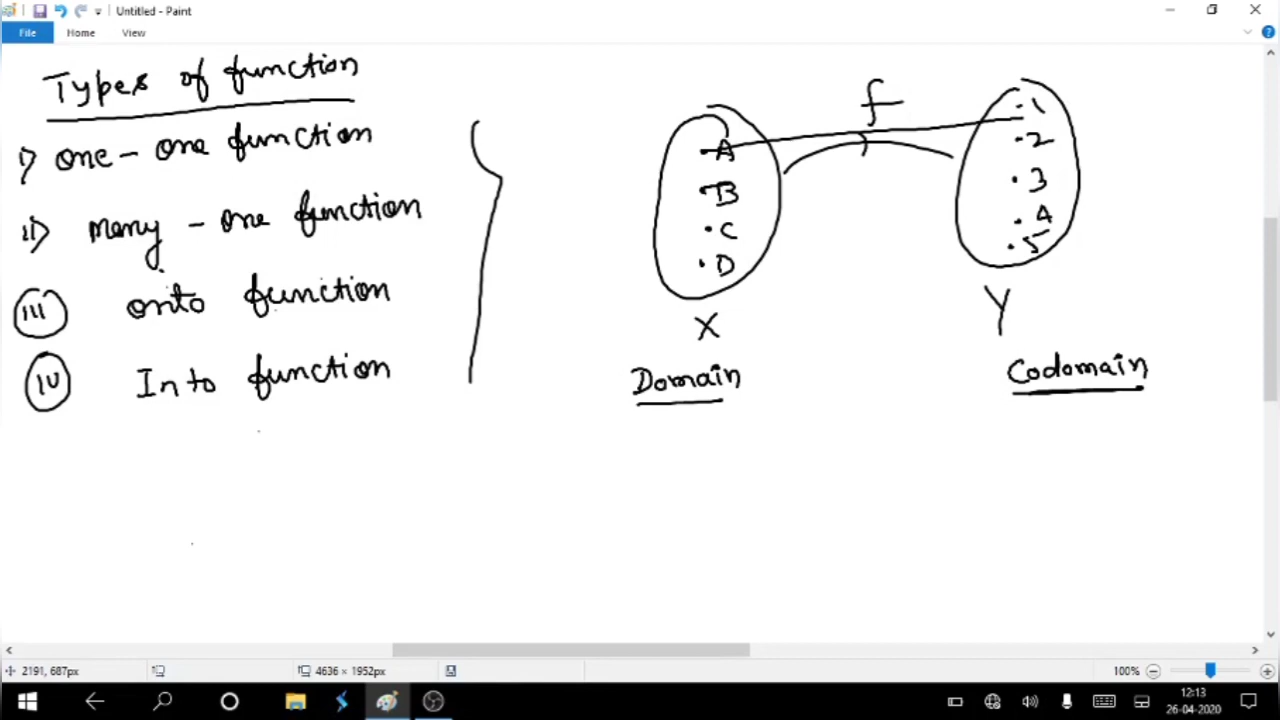 Untitled - Paint
File Home View
Types of function
i) one - one function
ii) many - one function
iii onto function
iv Into function
f
A
B
C
D
X
Domain
1
2
3
4
5
Y
Codomain
2191, 687px
4636 × 1952px
100%
12:13
26-04-2020